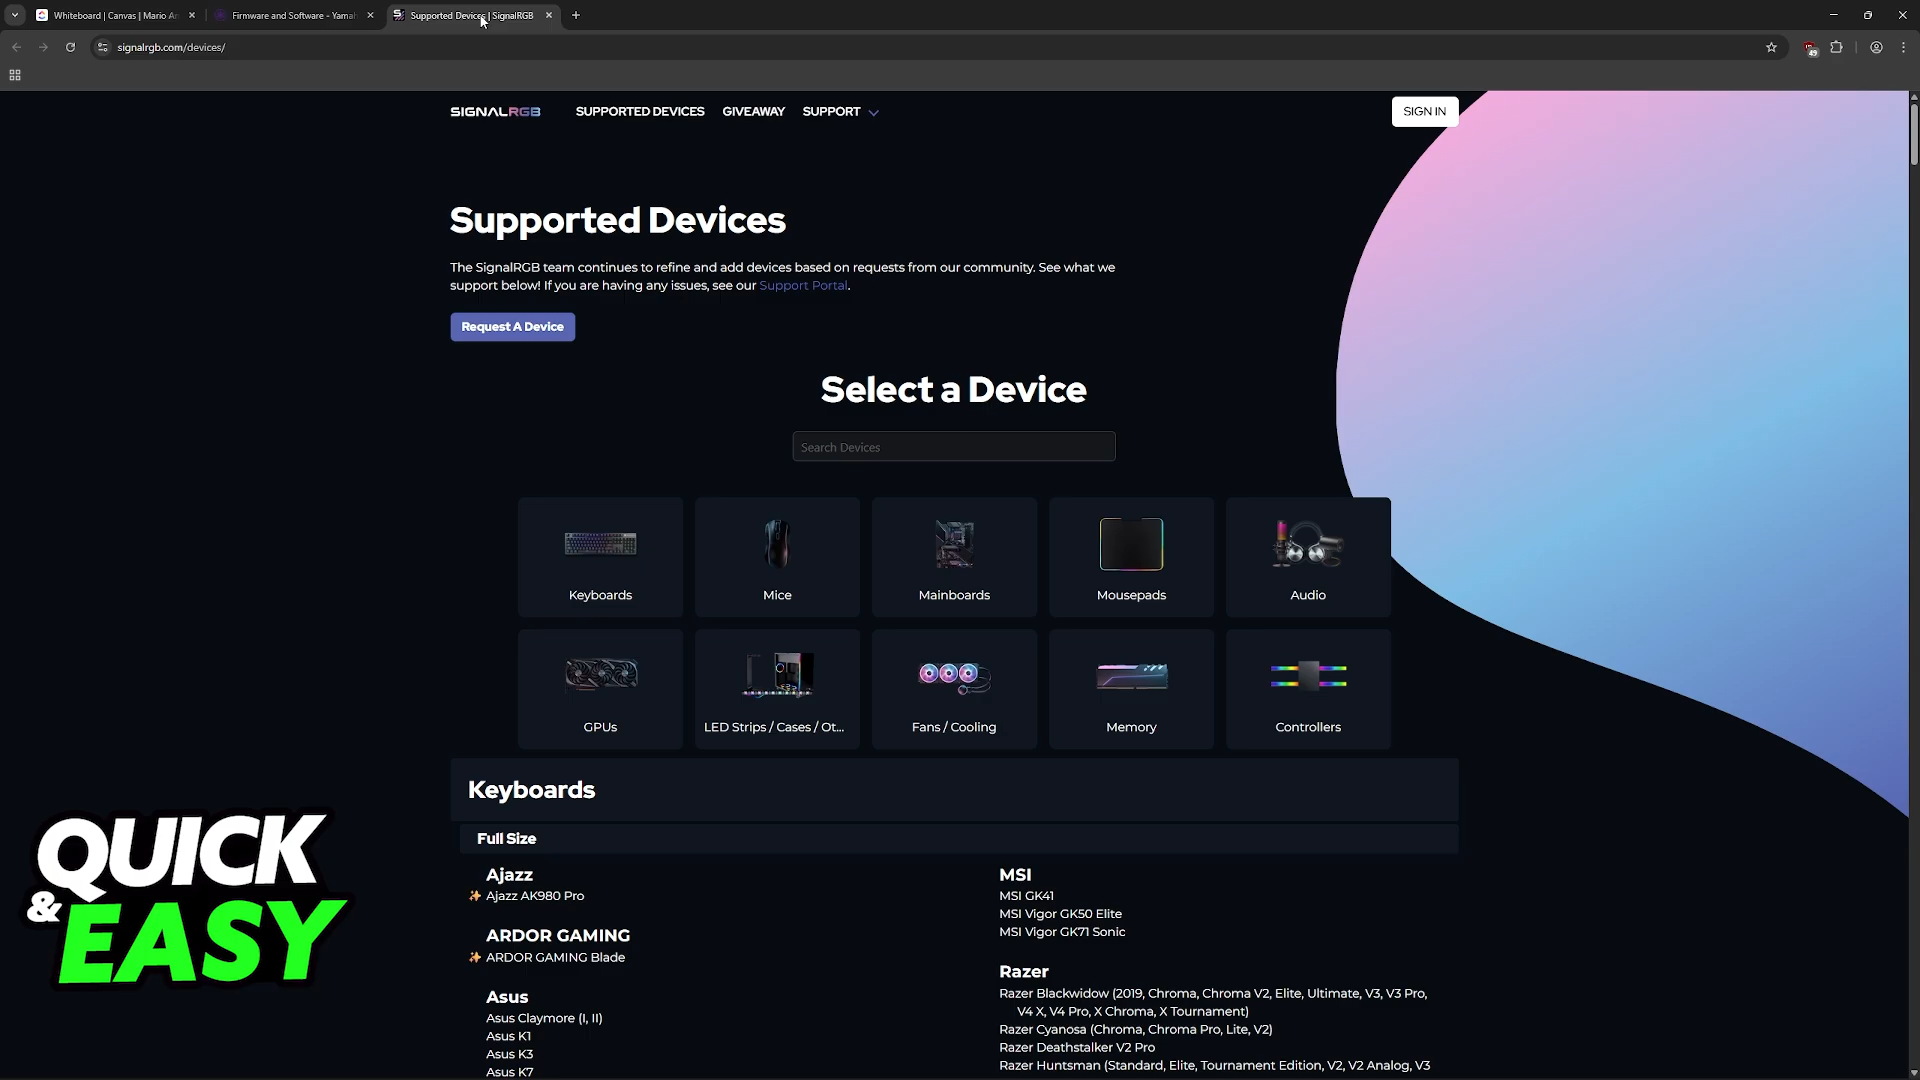 Whiteboard | Canvas | Mario An
Firmware and Software - Yamah
Supported Devices | SignalRGB
signalrgb.com/devices/
49
SIGNALRGB
SUPPORTED DEVICES
GIVEAWAY
SUPPORT
SIGN IN
Supported Devices
The SignalRGB team continues to refine and add devices based on requests from our community. See what we
support below! If you are having any issues, see our Support Portal.
Request A Device
Select a Device
Search Devices
Keyboards
Mice
Mainboards
Mousepads
Audio
GPUs
LED Strips / Cases / Ot...
Fans / Cooling
Memory
Controllers
Keyboards
Full Size
Ajazz
Ajazz AK980 Pro
ARDOR GAMING
ARDOR GAMING Blade
Asus
Asus Claymore (I, II)
Asus K1
Asus K3
Asus K7
MSI
MSI GK41
MSI Vigor GK50 Elite
MSI Vigor GK71 Sonic
Razer
Razer Blackwidow (2019, Chroma, Chroma V2, Elite, Ultimate, V3, V3 Pro,
V4 X, V4 Pro, X Chroma, X Tournament)
Razer Cyanosa (Chroma, Chroma Pro, Lite, V2)
Razer Deathstalker V2 Pro
Razer Huntsman (Standard, Elite, Tournament Edition, V2, V2 Analog, V3
QUICK
&EASY